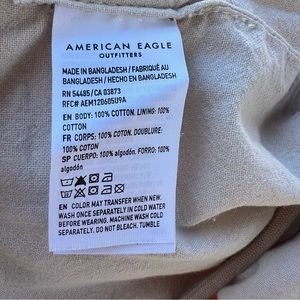 AMERICAN EAGLE
OUTFITTERS
MADE IN BANGLADESH / FABRIQUÉ AU
BANGLADESH / HECHO EN BANGLADESH
RN 54485/CA 03873
RFC# AEM120605U9A
EN: BODY: 100% COTTON. LINING: 100%
COTTON
FR CORPS: 100% COTON. DOUBLURE:
100% COTON
SP CUERPO: 100% algodón. FORRO: 100%
algodón
EN COLOR MAY TRANSFER WHEN NEW.
WASH ONCE SEPARATELY IN COLD WATER
BEFORE WEARING. MACHINE WASH COLD
SEPARATELY. DO NOT BLEACH. TUMBLE